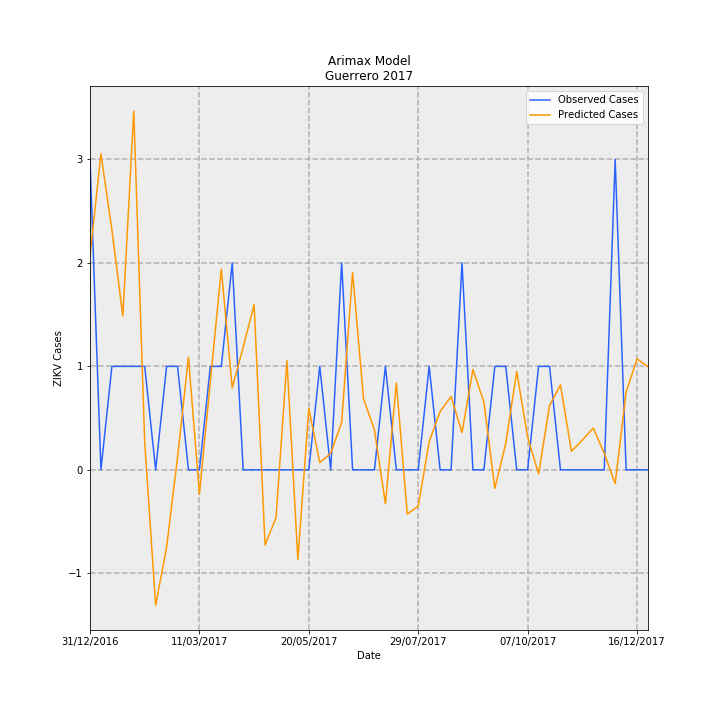 Arimax Model
Guerrero 2017
Observed Cases
Predicted Cases
ZIKV Cases
3
2
1
0
−1
31/12/2016
11/03/2017
20/05/2017
29/07/2017
07/10/2017
16/12/2017
Date